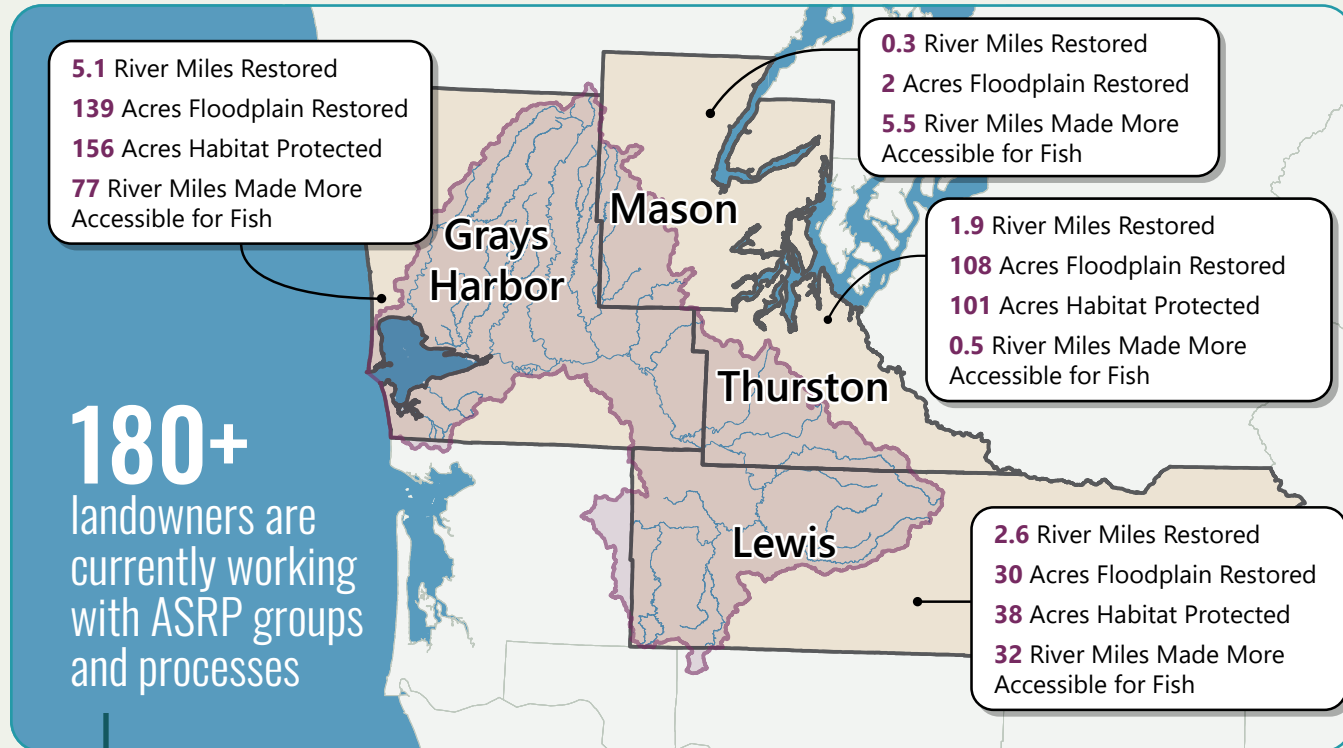 5.1 River Miles Restored
139 Acres Floodplain Restored
156 Acres Habitat Protected
77 River Miles Made More
Accessible for Fish
0.3 River Miles Restored
2 Acres Floodplain Restored
5.5 River Miles Made More
Accessible for Fish
1.9 River Miles Restored
108 Acres Floodplain Restored
101 Acres Habitat Protected
0.5 River Miles Made More
Accessible for Fish
Mason
Grays
Harbor
Thurston
Lewis
180+
landowners are
currently working
with ASRP groups
and processes
2.6 River Miles Restored
30 Acres Floodplain Restored
38 Acres Habitat Protected
32 River Miles Made More
Accessible for Fish